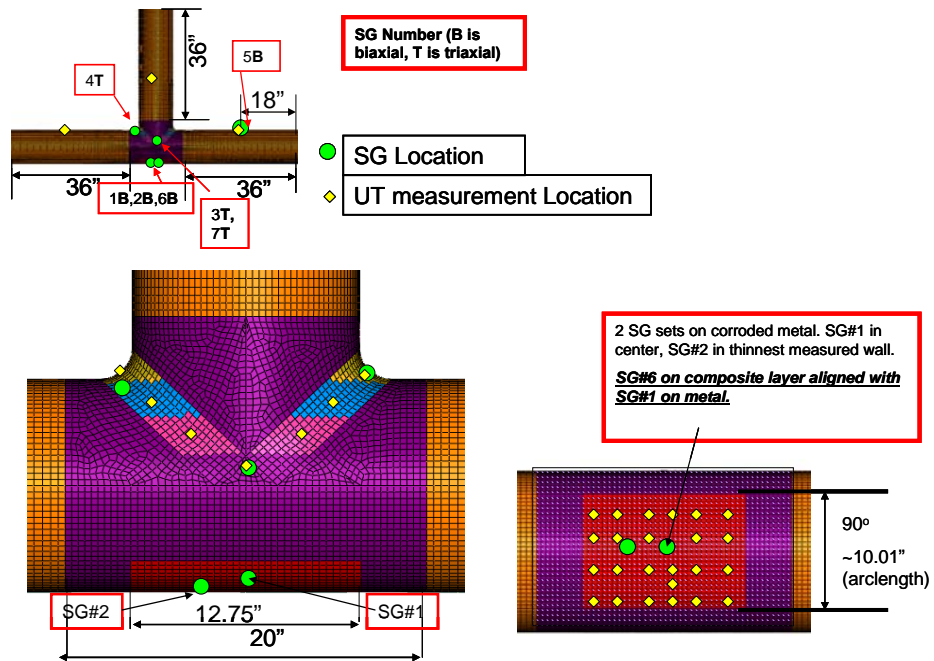 SG Number (B is
biaxial, T is triaxial)
36”
5B
4T
18”
SG Location
UT measurement Location
36”
36”
1B,2B,6B
3T,
7T
2 SG sets on corroded metal. SG#1 in
center, SG#2 in thinnest measured wall.
SG#6 on composite layer aligned with
SG#1 on metal.
90º
~10.01”
(arclength)
SG#2
12.75”
SG#1
20”